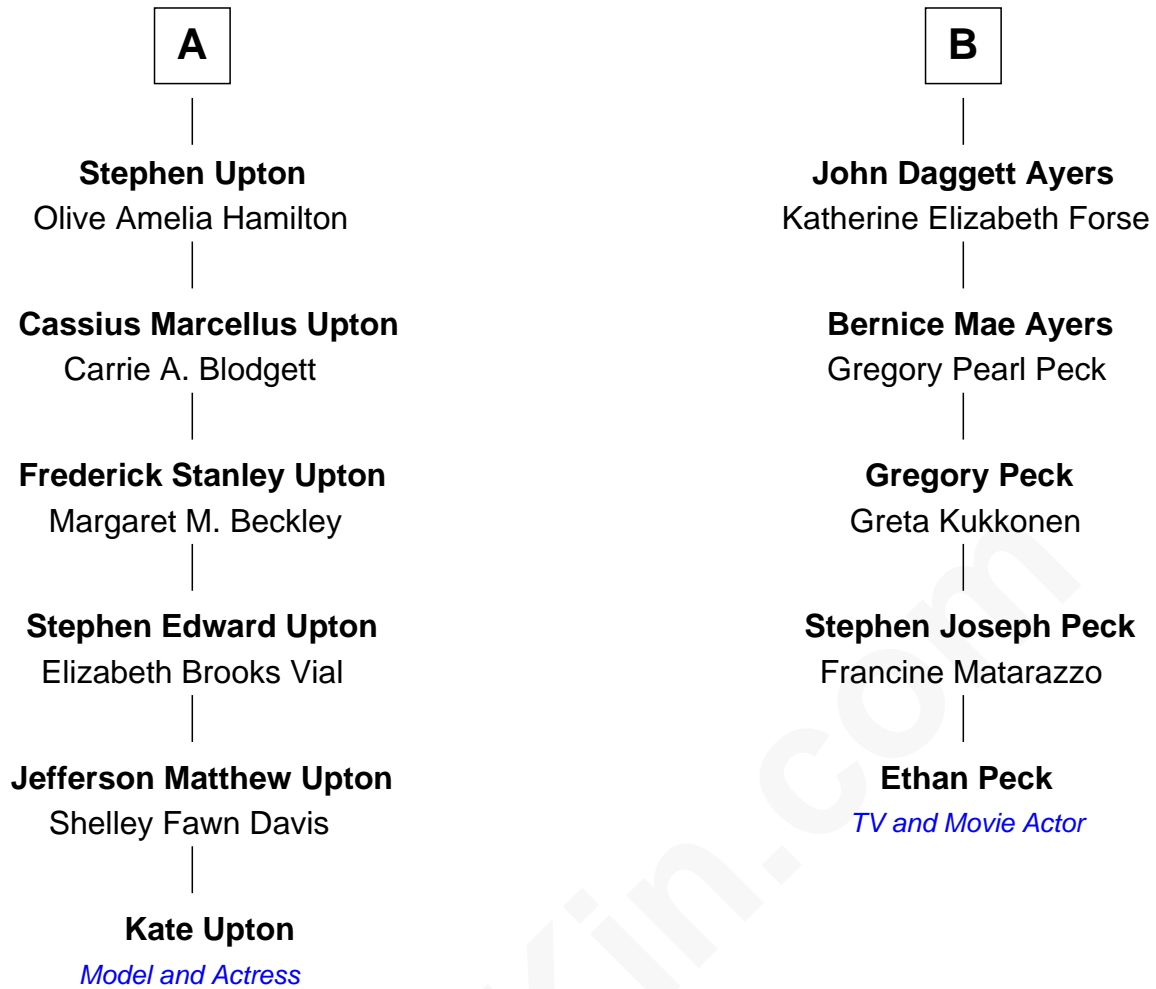 A
Stephen Upton
Olive Amelia Hamilton
Cassius Marcellus Upton
Carrie A. Blodgett
Frederick Stanley Upton
Margaret M. Beckley
Stephen Edward Upton
Elizabeth Brooks Vial
Jefferson Matthew Upton
Shelley Fawn Davis
Kate Upton
Model and Actress
B
John Daggett Ayers
Katherine Elizabeth Forse
Bernice Mae Ayers
Gregory Pearl Peck
Gregory Peck
Greta Kukkonen
Stephen Joseph Peck
Francine Matarazzo
Ethan Peck
TV and Movie Actor
Kin.com